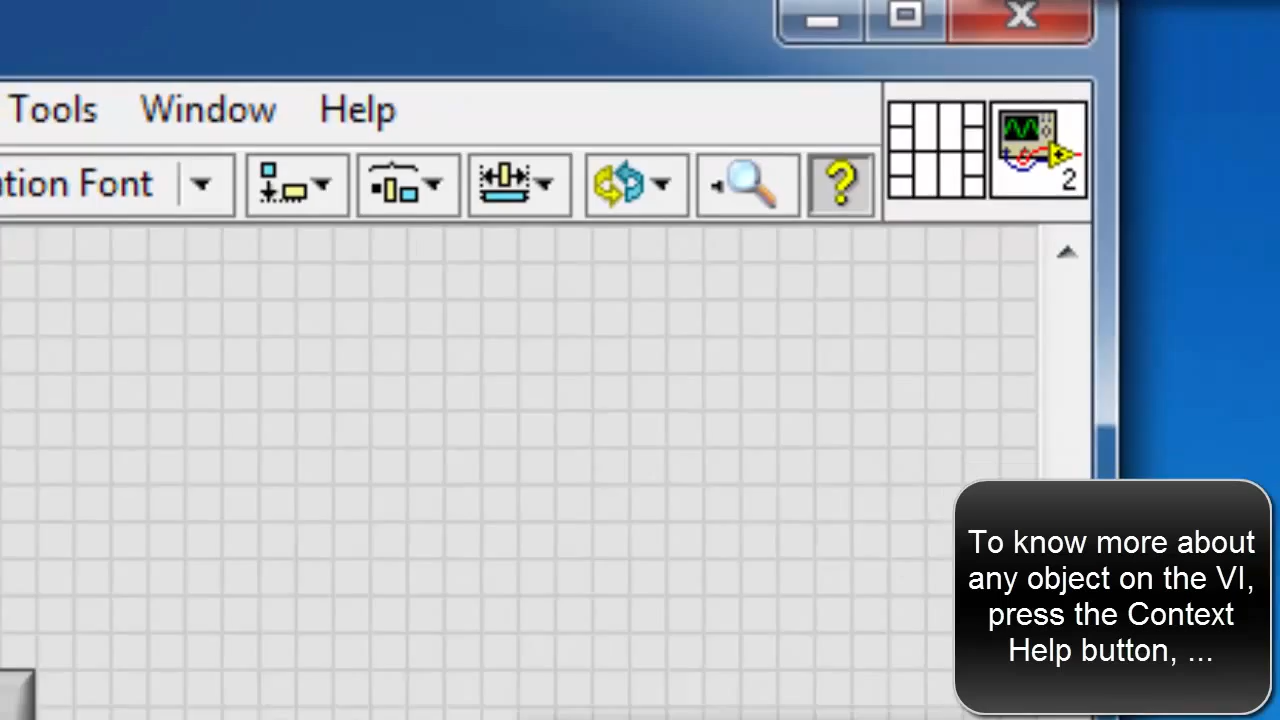 Tools Window Help
tion Font
?
2
To know more about
any object on the VI,
press the Context
Help button, ...